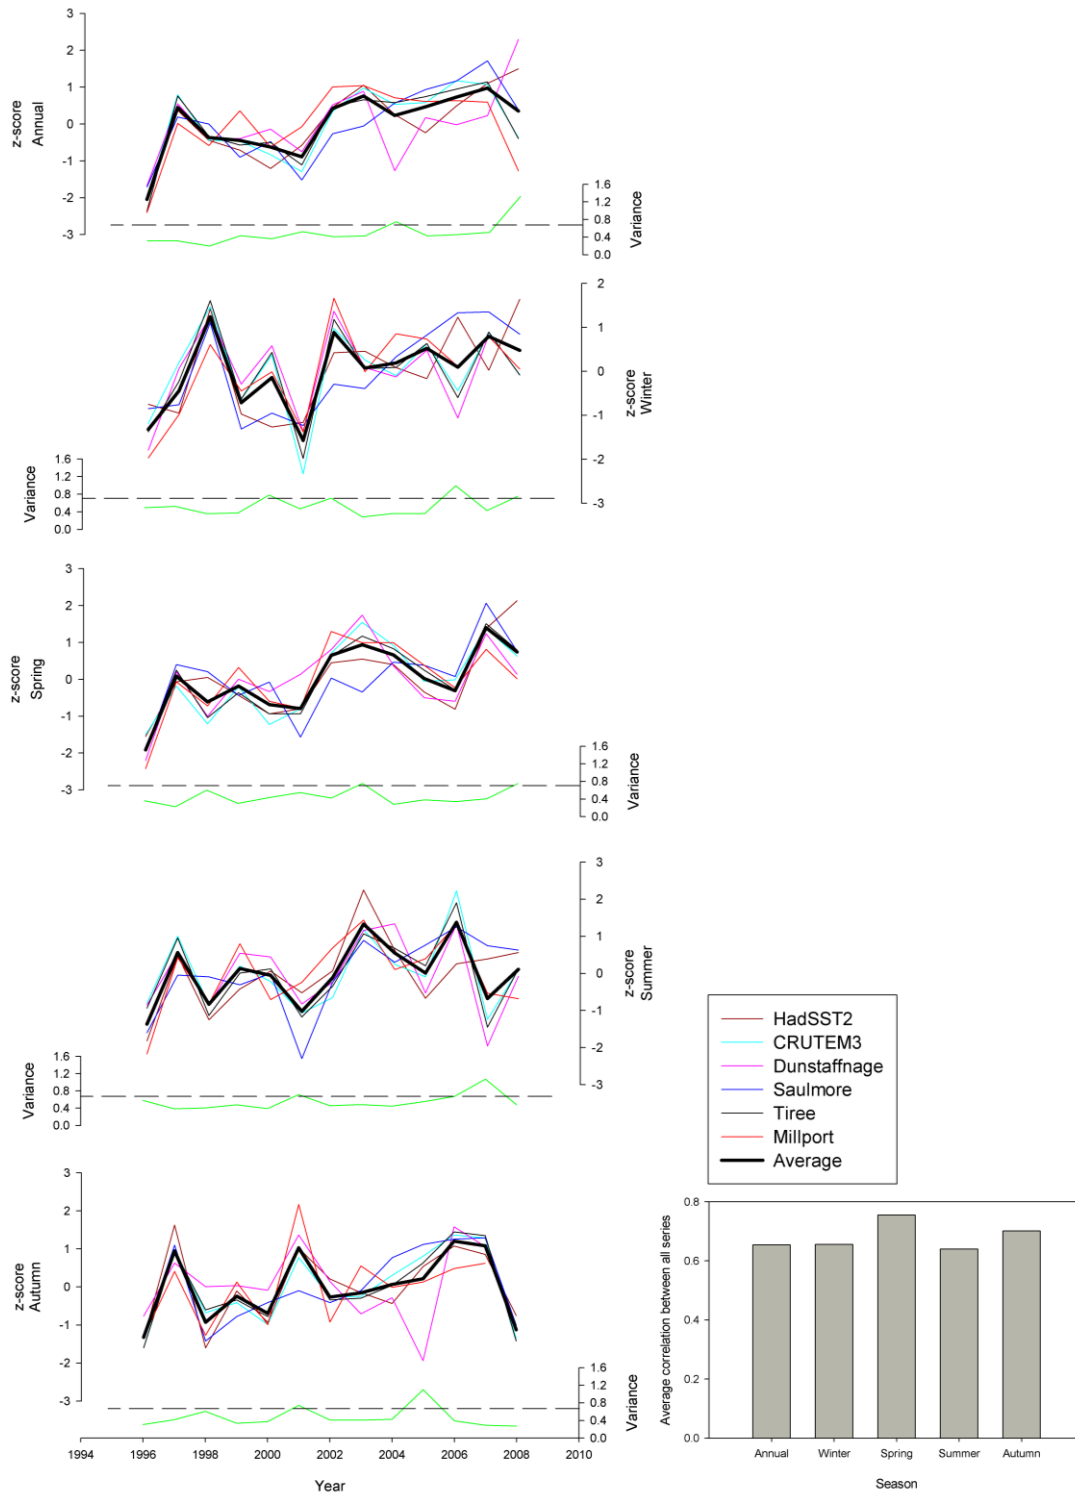 3
2
1
0
-1
-2
-3
z-score
Annual
1.6
1.2
0.8
0.4
0.0
Variance
2
1
0
-1
-2
-3
z-score
Winter
1.6
1.2
0.8
0.4
0.0
Variance
3
2
1
0
-1
-2
-3
z-score
Spring
1.6
1.2
0.8
0.4
0.0
Variance
3
2
1
0
-1
-2
-3
z-score
Summer
1.6
1.2
0.8
0.4
0.0
Variance
3
2
1
0
-1
-2
-3
z-score
Autumn
1.6
1.2
0.8
0.4
0.0
Variance
1994 1996 1998 2000 2002 2004 2006 2008 2010
Year
HadSST2
CRUTEM3
Dunstaffnage
Saulmore
Tiree
Millport
Average
0.8
0.6
0.4
0.2
0.0
Average correlation between all series
Annual Winter Spring Summer Autumn
Season